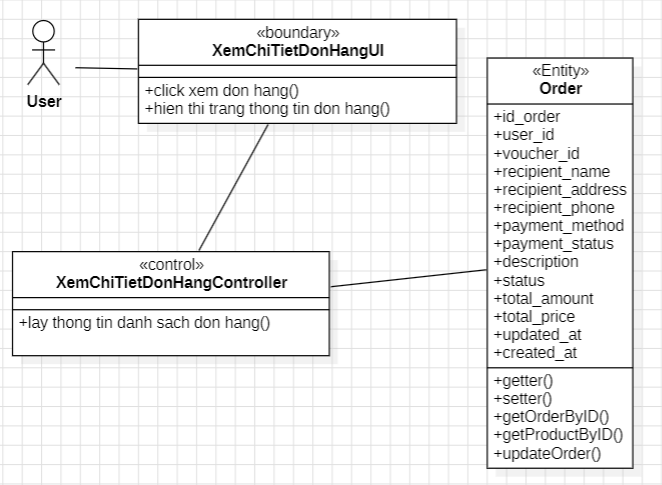 User
«boundary»
XemChiTietDonHangUI
+click xem don hang()
+hien thi trang thong tin don hang()
«control»
XemChiTietDonHangController
+lay thong tin danh sach don hang()
«Entity»
Order
+id_order
+user_id
+voucher_id
+recipient_name
+recipient_address
+recipient_phone
+payment_method
+payment_status
+description
+status
+total_amount
+total_price
+updated_at
+created_at
+getter()
+setter()
+getOrderByID()
+getProductByID()
+updateOrder()